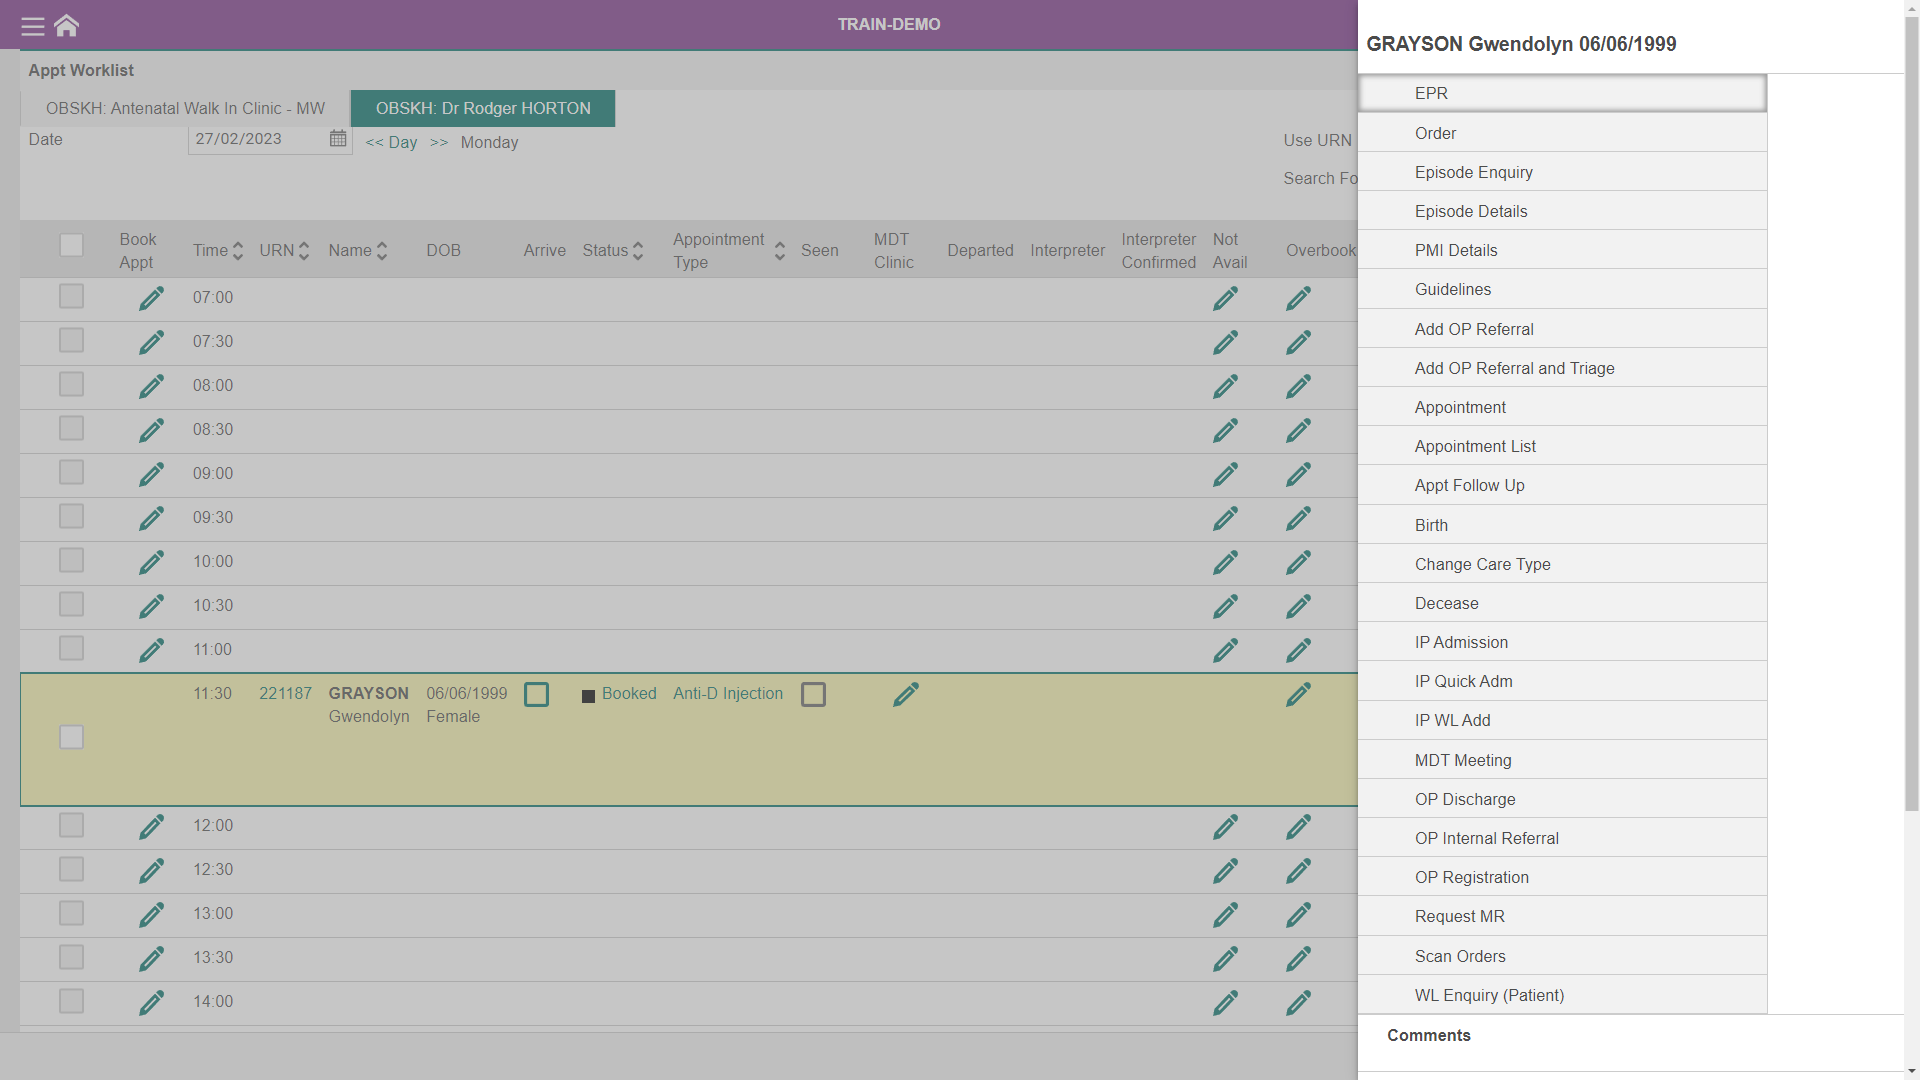 TRAIN-DEMO
Appt Worklist
OBSKH: Antenatal Walk In Clinic - MW OBSKH: Dr Rodger HORTON
Date 27/02/2023 << Day >> Monday Use URN
Search Fo
Book Appt Time URN Name DOB Arrive Status Appointment Type Seen MDT Clinic Departed Interpreter Interpreter Confirmed Not Avail Overbook
07:00
07:30
08:00
08:30
09:00
09:30
10:00
10:30
11:00
11:30 221187 GRAYSON 06/06/1999 Booked Anti-D Injection
Gwendolyn Female
12:00
12:30
13:00
13:30
14:00
GRAYSON Gwendolyn 06/06/1999
EPR
Order
Episode Enquiry
Episode Details
PMI Details
Guidelines
Add OP Referral
Add OP Referral and Triage
Appointment
Appointment List
Appt Follow Up
Birth
Change Care Type
Decease
IP Admission
IP Quick Adm
IP WL Add
MDT Meeting
OP Discharge
OP Internal Referral
OP Registration
Request MR
Scan Orders
WL Enquiry (Patient)
Comments